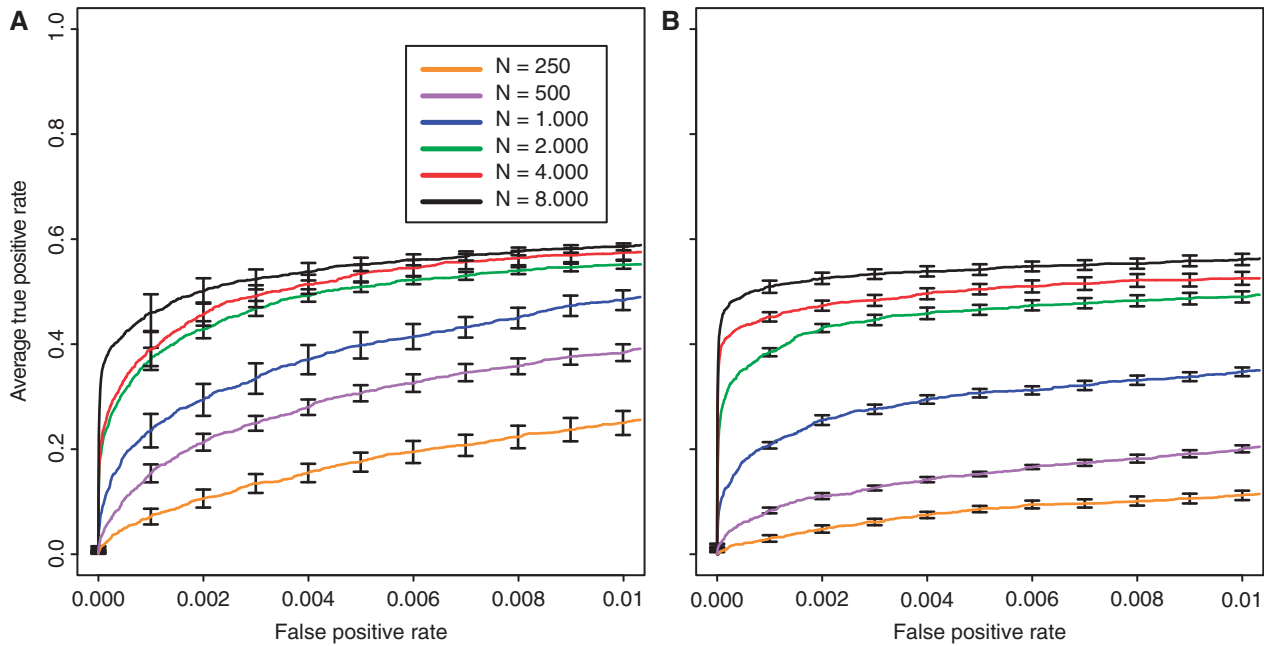 A
B
1.0
0.8
0.6
0.4
0.2
0.0
Average true positive rate
N = 250
N = 500
N = 1.000
N = 2.000
N = 4.000
N = 8.000
0.000 0.002 0.004 0.006 0.008 0.01
False positive rate
0.000 0.002 0.004 0.006 0.008 0.01
False positive rate